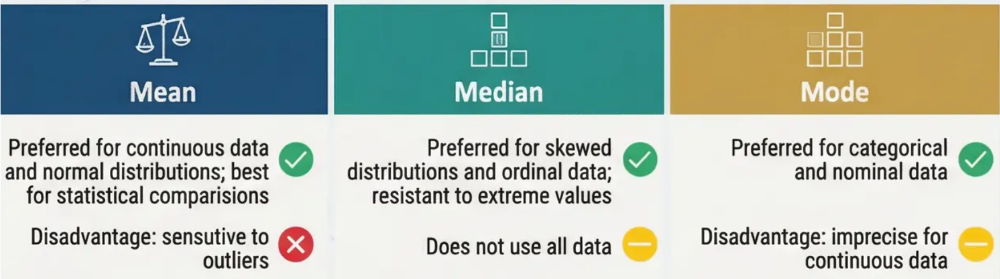 Mean
Preferred for continuous data
and normal distributions; best
for statistical comparisions
Disadvantage: sensutive to
outliers
Median
Preferred for skewed
distributions and ordinal data;
resistant to extreme values
Does not use all data
Mode
Preferred for categorical
and nominal data
Disadvantage: imprecise for
continuous data